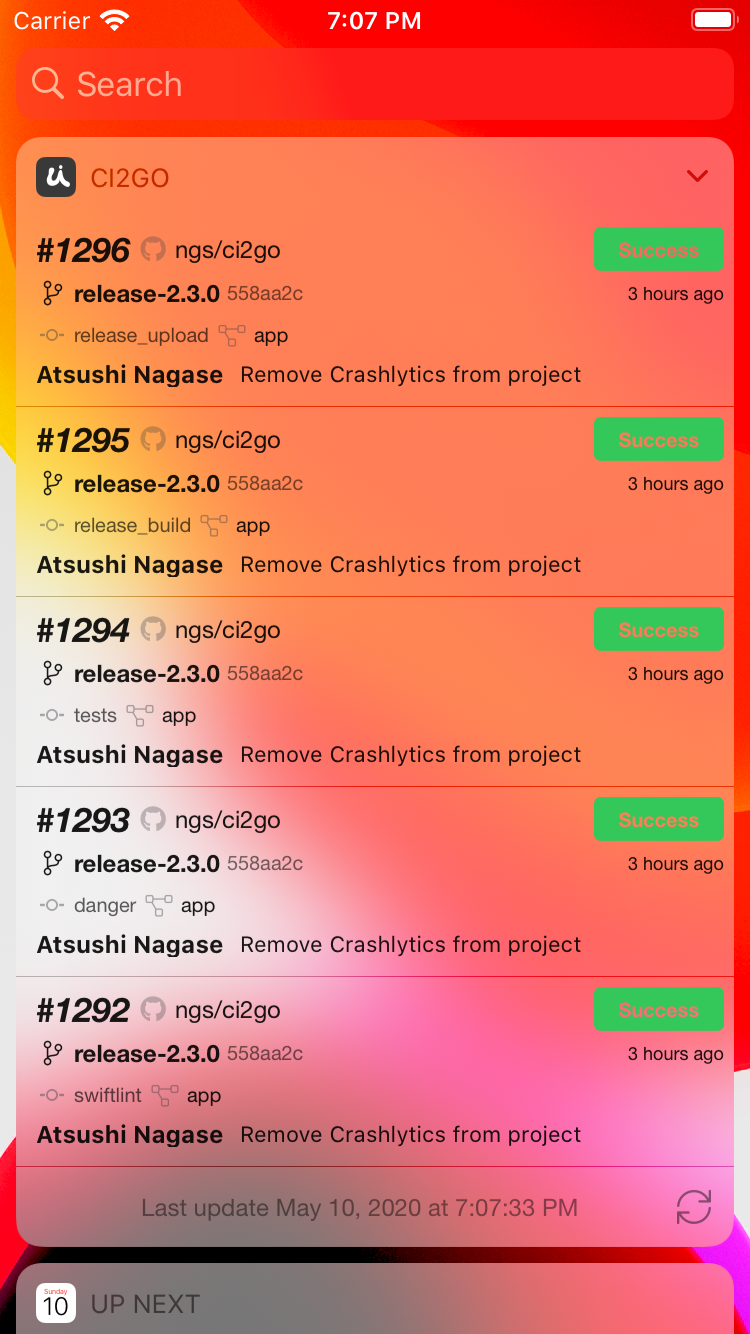 Carrier 7:07 PM
Search
CI2GO
#1296 ngs/ci2go Success
release-2.3.0 558aa2c 3 hours ago
release_upload app
Atsushi Nagase Remove Crashlytics from project
#1295 ngs/ci2go Success
release-2.3.0 558aa2c 3 hours ago
release_build app
Atsushi Nagase Remove Crashlytics from project
#1294 ngs/ci2go Success
release-2.3.0 558aa2c 3 hours ago
tests app
Atsushi Nagase Remove Crashlytics from project
#1293 ngs/ci2go Success
release-2.3.0 558aa2c 3 hours ago
danger app
Atsushi Nagase Remove Crashlytics from project
#1292 ngs/ci2go Success
release-2.3.0 558aa2c 3 hours ago
swiftlint app
Atsushi Nagase Remove Crashlytics from project
Last update May 10, 2020 at 7:07:33 PM
Sunday
10 UP NEXT